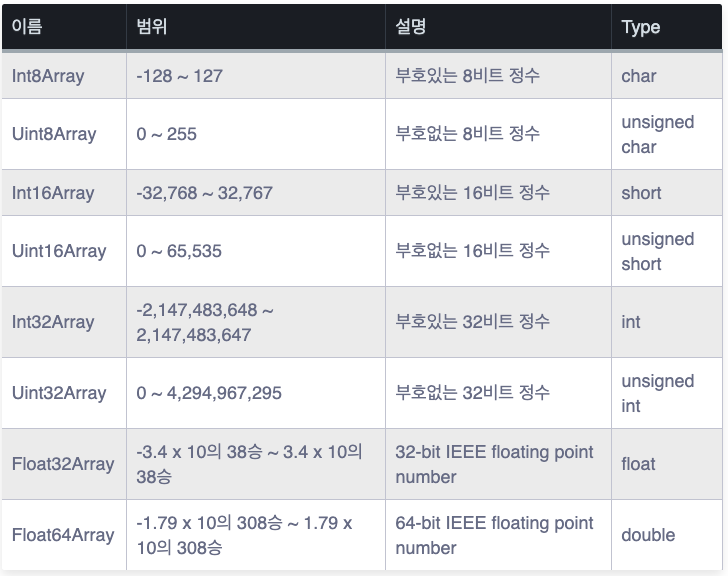 이름 범위 설명 Type
Int8Array -128 ~ 127 부호있는 8비트 정수 char
Uint8Array 0 ~ 255 부호없는 8비트 정수 unsigned
char
Int16Array -32,768 ~ 32,767 부호있는 16비트 정수 short
Uint16Array 0 ~ 65,535 부호없는 16비트 정수 unsigned
short
Int32Array -2,147,483,648 ~
2,147,483,647 부호있는 32비트 정수 int
Uint32Array 0 ~ 4,294,967,295 부호없는 32비트 정수 unsigned
int
Float32Array -3.4 x 10의 38승 ~ 3.4 x 10의
38승 32-bit IEEE floating point
number float
Float64Array -1.79 x 10의 308승 ~ 1.79 x
10의 308승 64-bit IEEE floating point
number double